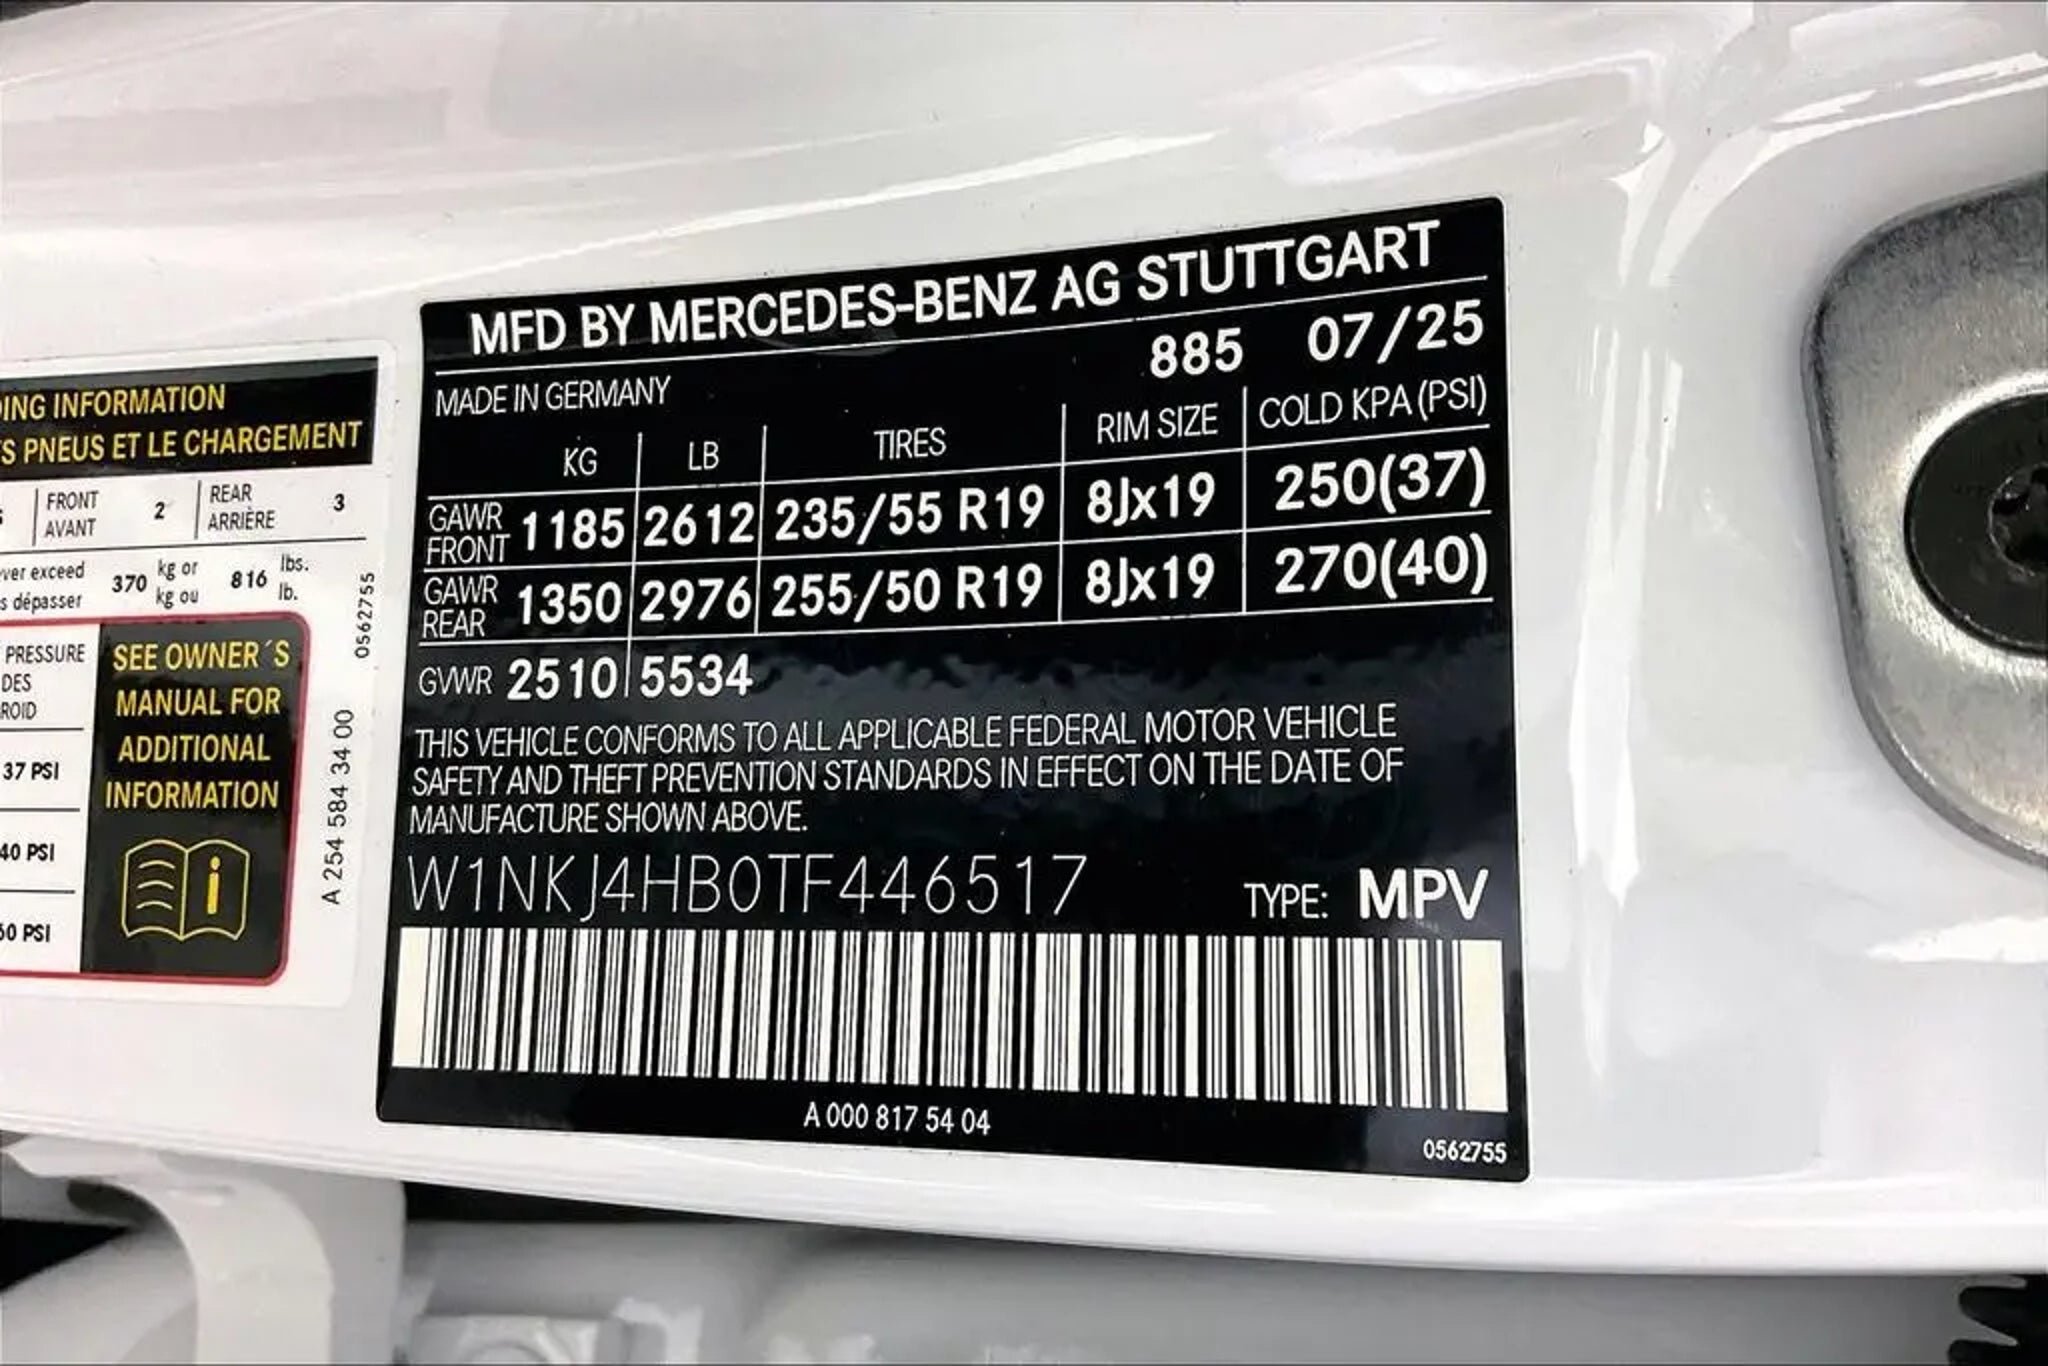 MFD BY MERCEDES-BENZ AG STUTTGART
MADE IN GERMANY 885 07/25
KG LB TIRES RIM SIZE COLD KPA (PSI)
GAWR FRONT 1185 2612 235/55 R19 8Jx19 250(37)
GAWR REAR 1350 2976 255/50 R19 8Jx19 270(40)
GVWR 2510 5534
THIS VEHICLE CONFORMS TO ALL APPLICABLE FEDERAL MOTOR VEHICLE
SAFETY AND THEFT PREVENTION STANDARDS IN EFFECT ON THE DATE OF
MANUFACTURE SHOWN ABOVE.
W1NKJ4HB0TF446517 TYPE: MPV
A 000 817 54 04
0562755
INFORMATION
PNEUS ET LE CHARGEMENT
FRONT 2 REAR 3
AVANT ARRIÈRE
exceed 370 kg or 816 lbs.
dépasser kg ou lb.
0562755
PRESSURE
DES
SEE OWNER´S
MANUAL FOR
ADDITIONAL
INFORMATION
i
37 PSI
40 PSI
PSI
A 254 584 34 00